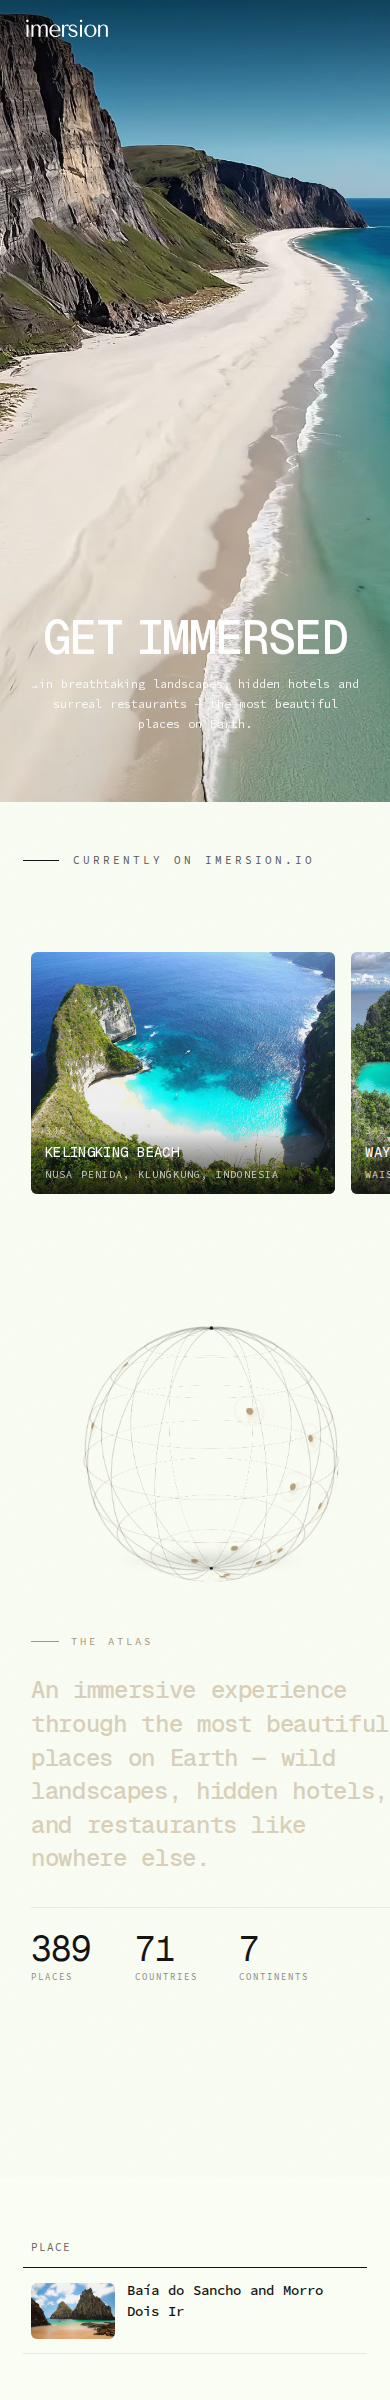 imersion
GET IMMERSED
…in breathtaking landscapes, hidden hotels and
surreal restaurants — the most beautiful
places on Earth.
CURRENTLY ON IMERSION.IO
KELINGKING BEACH
NUSA PENIDA, KLUNGKUNG, INDONESIA
WAY
WAIS
THE ATLAS
An immersive experience
through the most beautiful
places on Earth — wild
landscapes, hidden hotels,
and restaurants like
nowhere else.
389
71
7
PLACES
COUNTRIES
CONTINENTS
PLACE
Baía do Sancho and Morro
Dois Ir